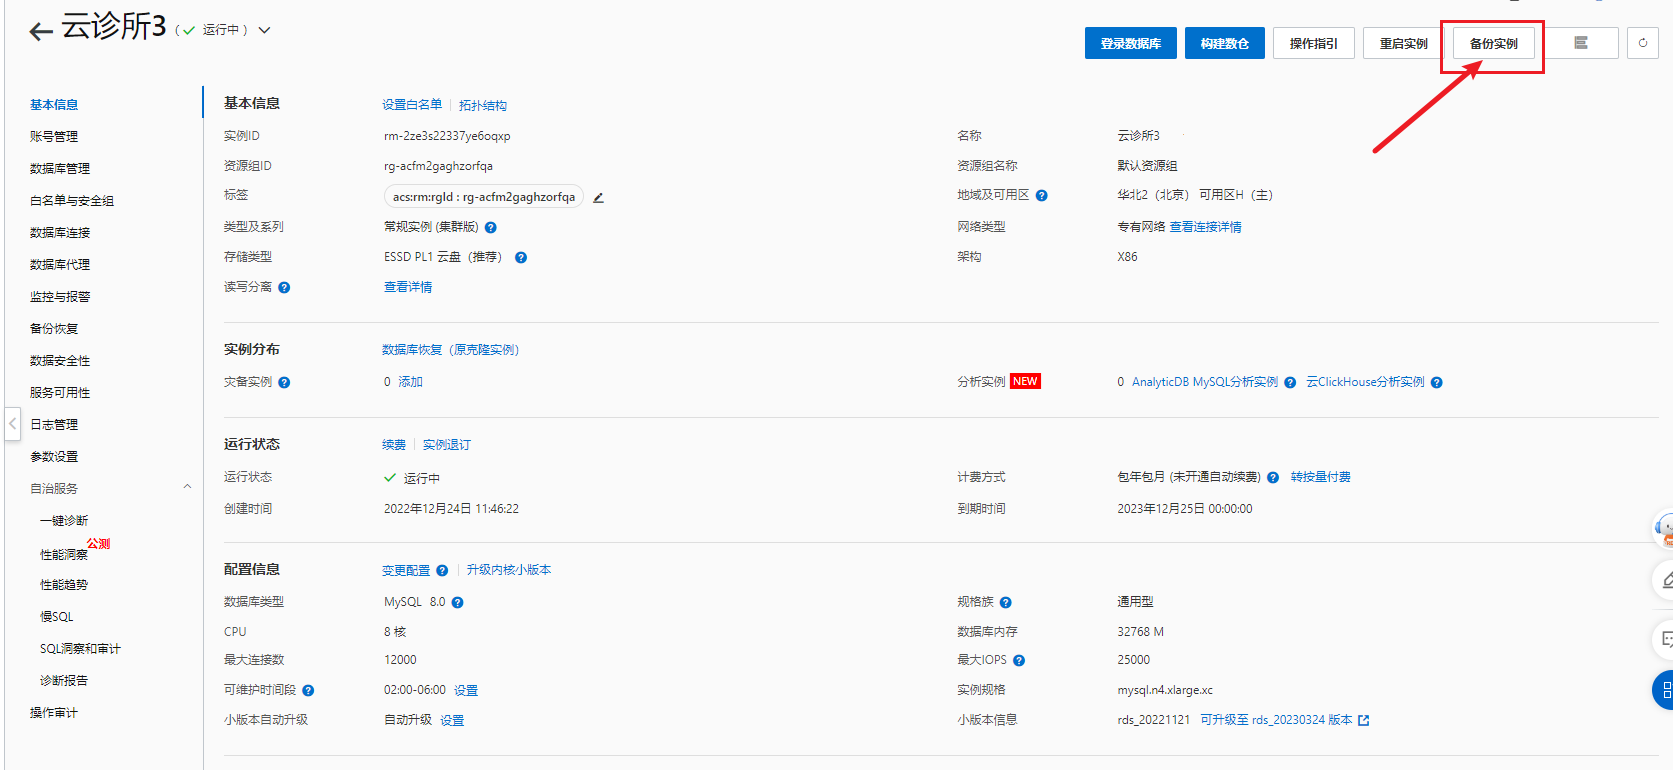 云诊所3 ( 运行中 )
登录数据库 构建数仓 操作指引 重启实例 备份实例
基本信息
账号管理
数据库管理
白名单与安全组
数据库连接
数据库代理
监控与报警
备份恢复
数据安全性
服务可用性
日志管理
参数设置
自治服务
一键诊断
性能洞察 公测
性能趋势
慢SQL
SQL洞察和审计
诊断报告
操作审计
基本信息 设置白名单 拓扑结构
实例ID rm-2ze3s22337ye6oqxp 名称 云诊所3
资源组ID rg-acfm2gaghzorfqa 资源组名称 默认资源组
标签 acs:rm:rgId : rg-acfm2gaghzorfqa 地域及可用区 华北2（北京） 可用区H（主）
类型及系列 常规实例 (集群版) 网络类型 专有网络 查看连接详情
存储类型 ESSD PL1 云盘（推荐） 架构 X86
读写分离 查看详情
实例分布 数据库恢复（原克隆实例）
灾备实例 0 添加 分析实例 NEW 0 AnalyticDB MySQL分析实例 云ClickHouse分析实例
运行状态 续费 实例退订
运行状态 运行中 计费方式 包年包月 (未开通自动续费) 转按量付费
创建时间 2022年12月24日 11:46:22 到期时间 2023年12月25日 00:00:00
配置信息 变更配置 升级内核小版本
数据库类型 MySQL 8.0 规格族 通用型
CPU 8 核 数据库内存 32768 M
最大连接数 12000 最大IOPS 25000
可维护时间段 02:00-06:00 设置 实例规格 mysql.n4.xlarge.xc
小版本自动升级 自动升级 设置 小版本信息 rds_20221121 可升级至 rds_20230324 版本